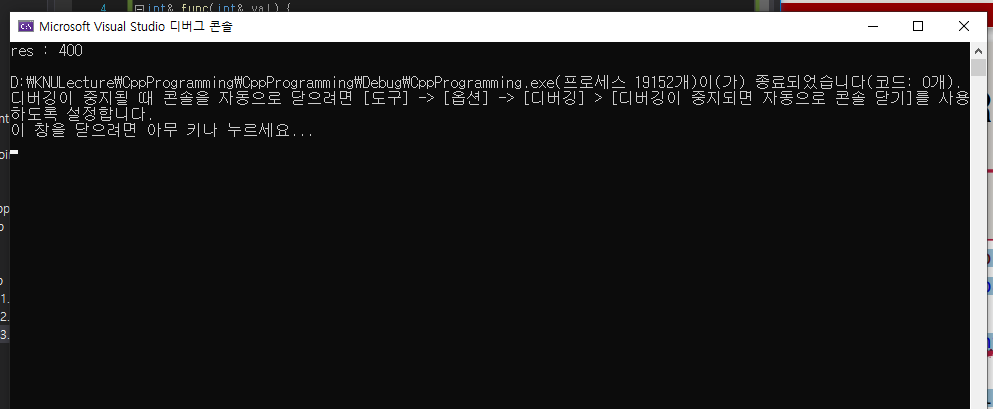 4 int& func(int& val) {
Microsoft Visual Studio 디버그 콘솔
res : 400
D:₩KNULecture₩CppProgramming₩CppProgramming₩Debug₩CppProgramming.exe(프로세스 19152개)이(가) 종료되었습니다(코드: 0개).
디버깅이 중지될 때 콘솔을 자동으로 닫으려면 [도구] -> [옵션] -> [디버깅] > [디버깅이 중지되면 자동으로 콘솔 닫기]를 사용
하도록 설정합니다.
이 창을 닫으려면 아무 키나 누르세요...
1.
2.
3.